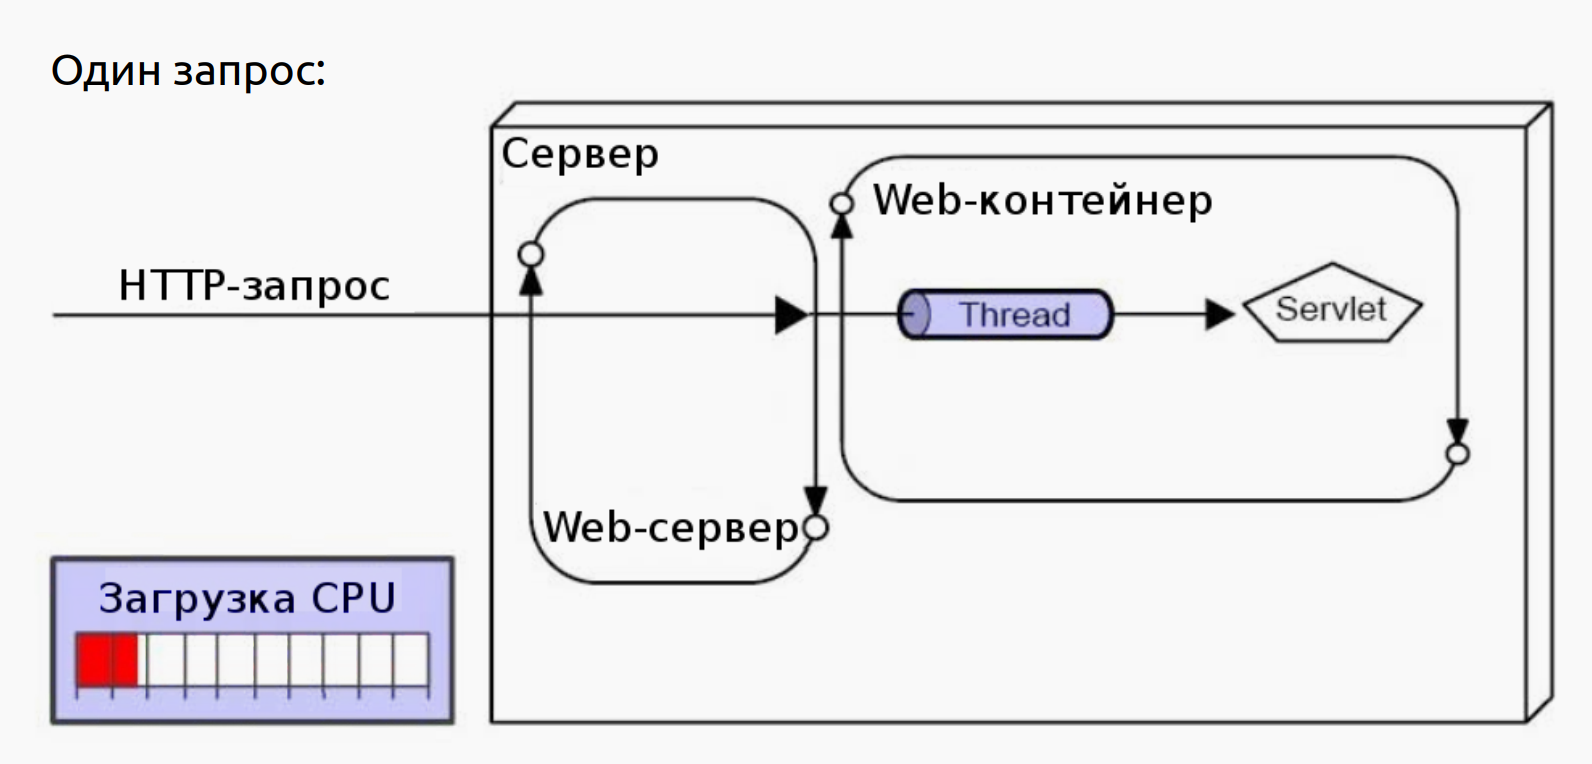 Один запрос:
Сервер
Web-контейнер
HTTP-запрос
Thread
Servlet
Web-сервер
Загрузка CPU